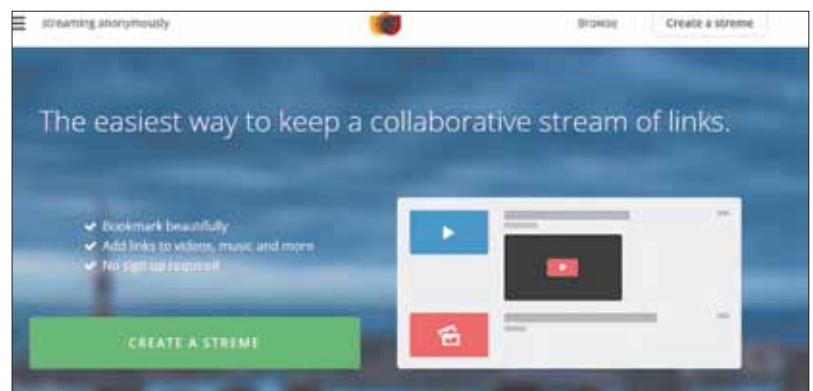 streaming anonymously
Browse
Create a streme
The easiest way to keep a collaborative stream of links.
✔ Bookmark beautifully
✔ Add links to videos, music and more
✔ No sign up required
CREATE A STREME